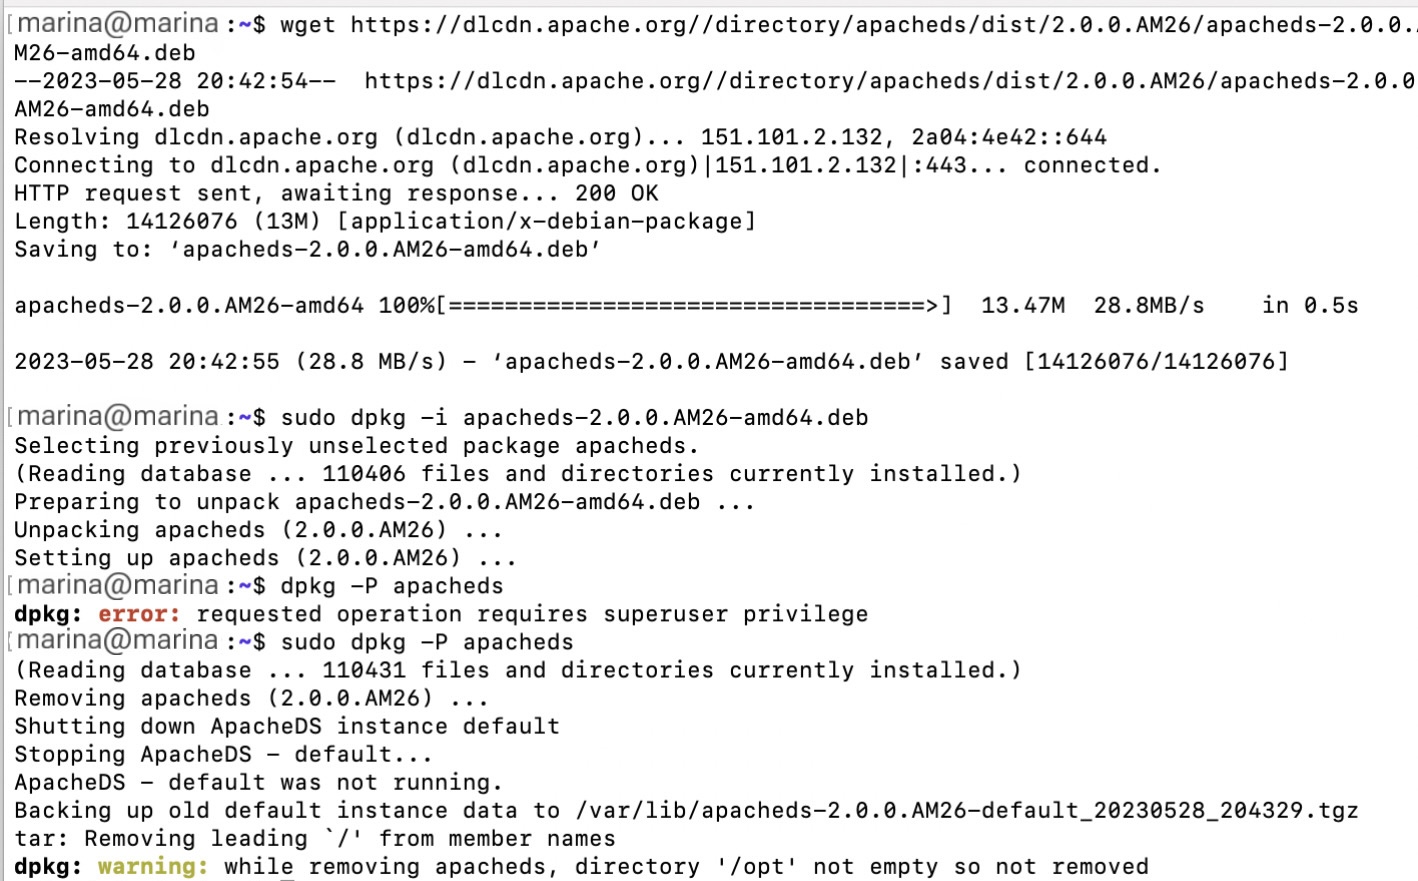 [marina@marina :~$ wget https://dlcdn.apache.org//directory/apacheds/dist/2.0.0.AM26/apacheds-2.0.0.
M26-amd64.deb
--2023-05-28 20:42:54--  https://dlcdn.apache.org//directory/apacheds/dist/2.0.0.AM26/apacheds-2.0.0
AM26-amd64.deb
Resolving dlcdn.apache.org (dlcdn.apache.org)... 151.101.2.132, 2a04:4e42::644
Connecting to dlcdn.apache.org (dlcdn.apache.org)|151.101.2.132|:443... connected.
HTTP request sent, awaiting response... 200 OK
Length: 14126076 (13M) [application/x-debian-package]
Saving to: ‘apacheds-2.0.0.AM26-amd64.deb’
apacheds-2.0.0.AM26-amd64 100%[==================================>]  13.47M  28.8MB/s    in 0.5s
2023-05-28 20:42:55 (28.8 MB/s) - ‘apacheds-2.0.0.AM26-amd64.deb’ saved [14126076/14126076]
[marina@marina :~$ sudo dpkg -i apacheds-2.0.0.AM26-amd64.deb
Selecting previously unselected package apacheds.
(Reading database ... 110406 files and directories currently installed.)
Preparing to unpack apacheds-2.0.0.AM26-amd64.deb ...
Unpacking apacheds (2.0.0.AM26) ...
Setting up apacheds (2.0.0.AM26) ...
[marina@marina :~$ dpkg -P apacheds
dpkg: error: requested operation requires superuser privilege
[marina@marina :~$ sudo dpkg -P apacheds
(Reading database ... 110431 files and directories currently installed.)
Removing apacheds (2.0.0.AM26) ...
Shutting down ApacheDS instance default
Stopping ApacheDS - default...
ApacheDS - default was not running.
Backing up old default instance data to /var/lib/apacheds-2.0.0.AM26-default_20230528_204329.tgz
tar: Removing leading `/' from member names
dpkg: warning: while removing apacheds, directory '/opt' not empty so not removed